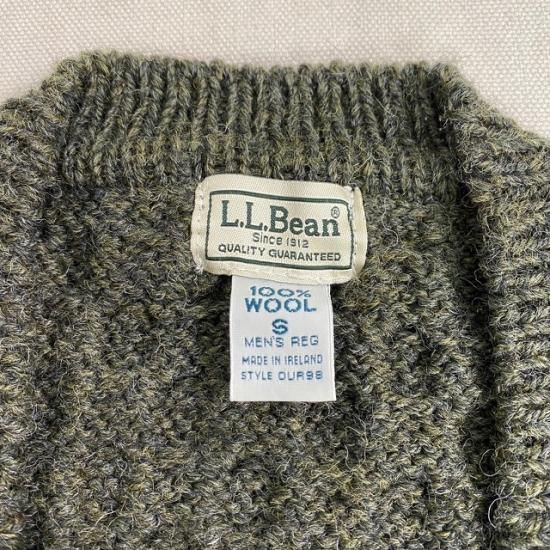 L.L.Bean®
Since 1912
QUALITY GUARANTEED
100%
WOOL
S
MEN'S REG
MADE IN IRELAND
STYLE OUR98